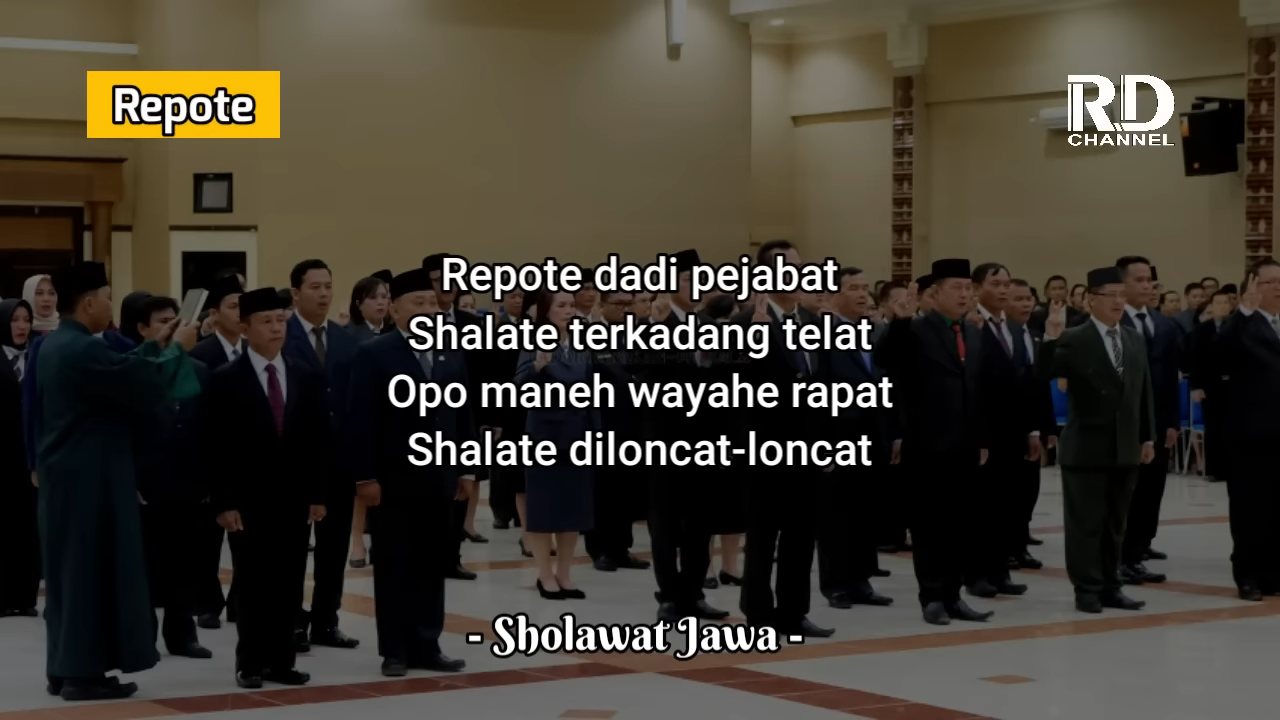 Repote
RD
CHANNEL
Repote dadi pejabat
Shalate terkadang telat
Opo maneh wayahe rapat
Shalate diloncat-loncat
- Sholawat Jawa -